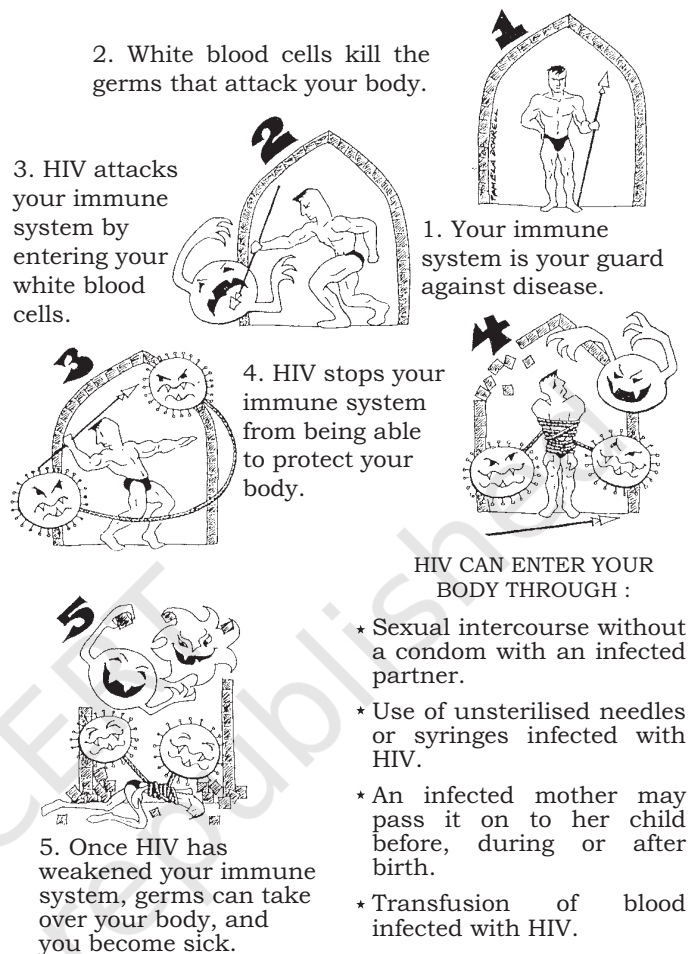 1
1. Your immune
system is your guard
against disease.
2. White blood cells kill the
germs that attack your body.
2
3. HIV attacks
your immune
system by
entering your
white blood
cells.
3
4. HIV stops your
immune system
from being able
to protect your
body.
4
5
5. Once HIV has
weakened your immune
system, germs can take
over your body, and
you become sick.
HIV CAN ENTER YOUR
BODY THROUGH :
⋆ Sexual intercourse without
a condom with an infected
partner.
⋆ Use of unsterilised needles
or syringes infected with
HIV.
⋆ An infected mother may
pass it on to her child
before, during or after
birth.
⋆ Transfusion of blood
infected with HIV.